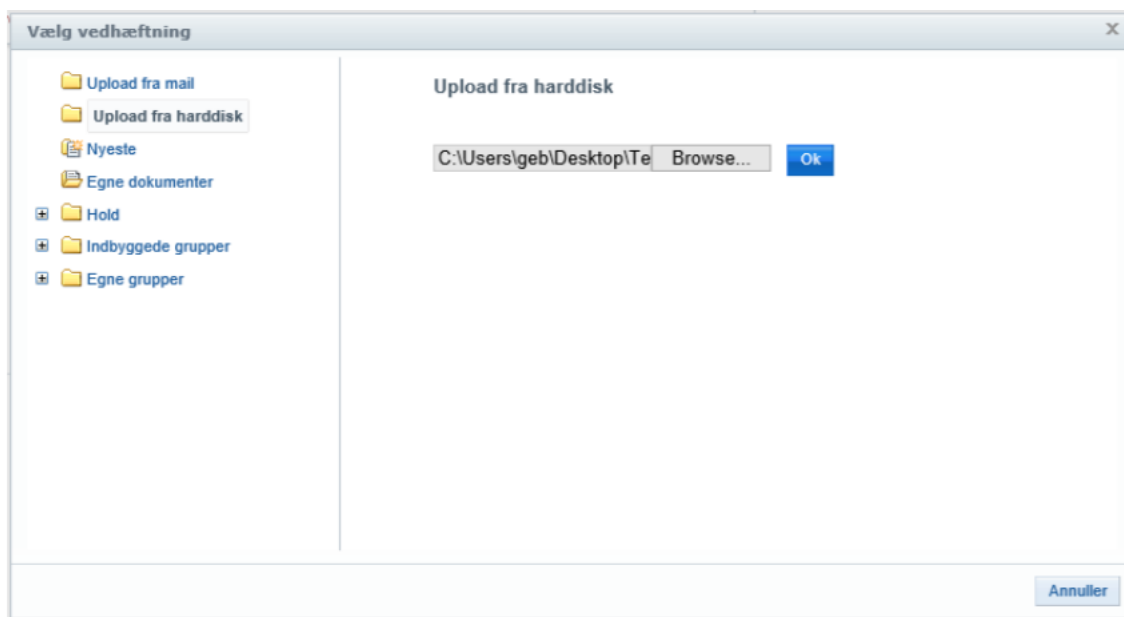 Vælg vedhæftning
Upload fra mail
Upload fra harddisk
Nyeste
Egne dokumenter
Hold
Indbyggede grupper
Egne grupper
Upload fra harddisk
C:\Users\geb\Desktop\Te Browse... Ok
Annuller